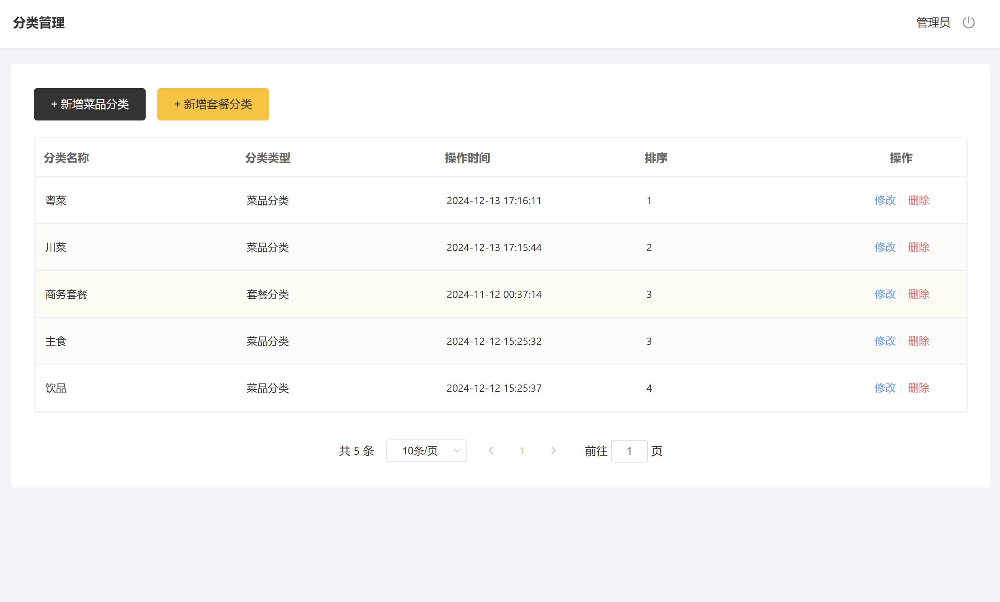 分类管理 管理员
+ 新增菜品分类 + 新增套餐分类
分类名称 分类类型 操作时间 排序 操作
粤菜 菜品分类 2024-12-13 17:16:11 1 修改 删除
川菜 菜品分类 2024-12-13 17:15:44 2 修改 删除
商务套餐 套餐分类 2024-11-12 00:37:14 3 修改 删除
主食 菜品分类 2024-12-12 15:25:32 3 修改 删除
饮品 菜品分类 2024-12-12 15:25:37 4 修改 删除
共 5 条 10条/页 1 前往 1 页